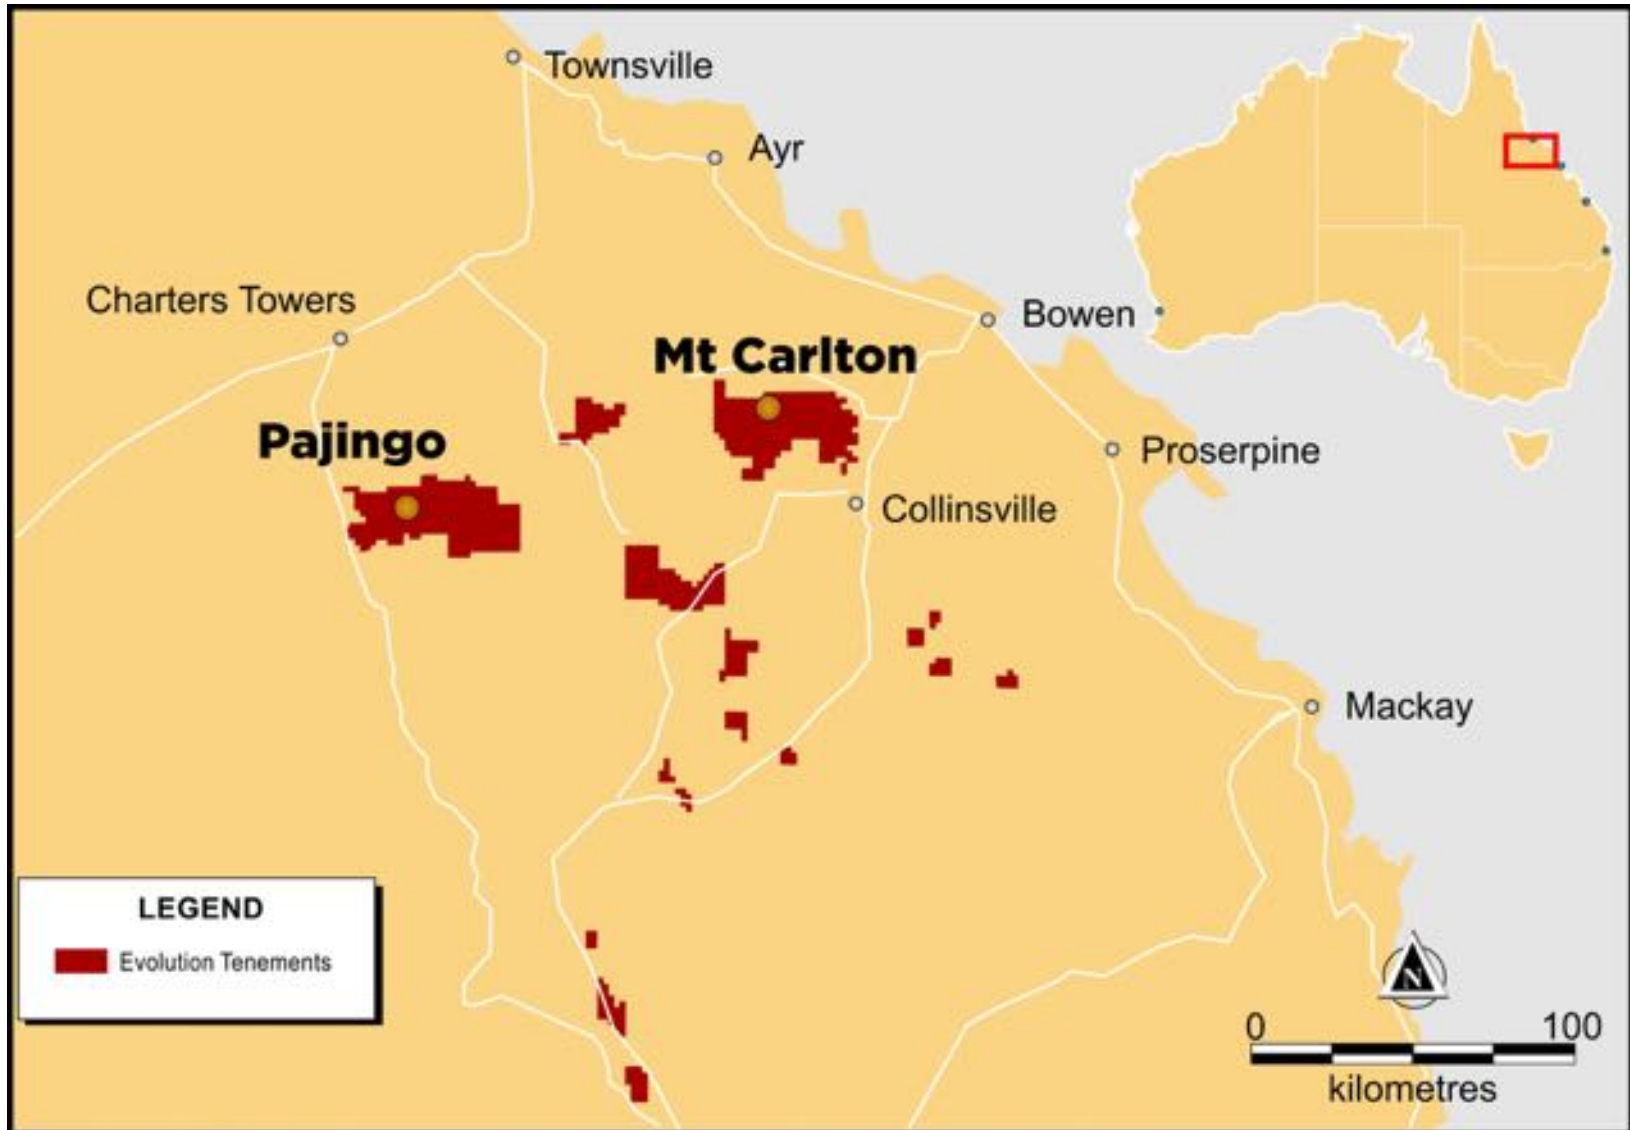 Townsville
Ayr
Charters Towers
Bowen
Mt Carlton
Pajingo
Proserpine
Collinsville
Mackay
LEGEND
Evolution Tenements
N
0 100
kilometres